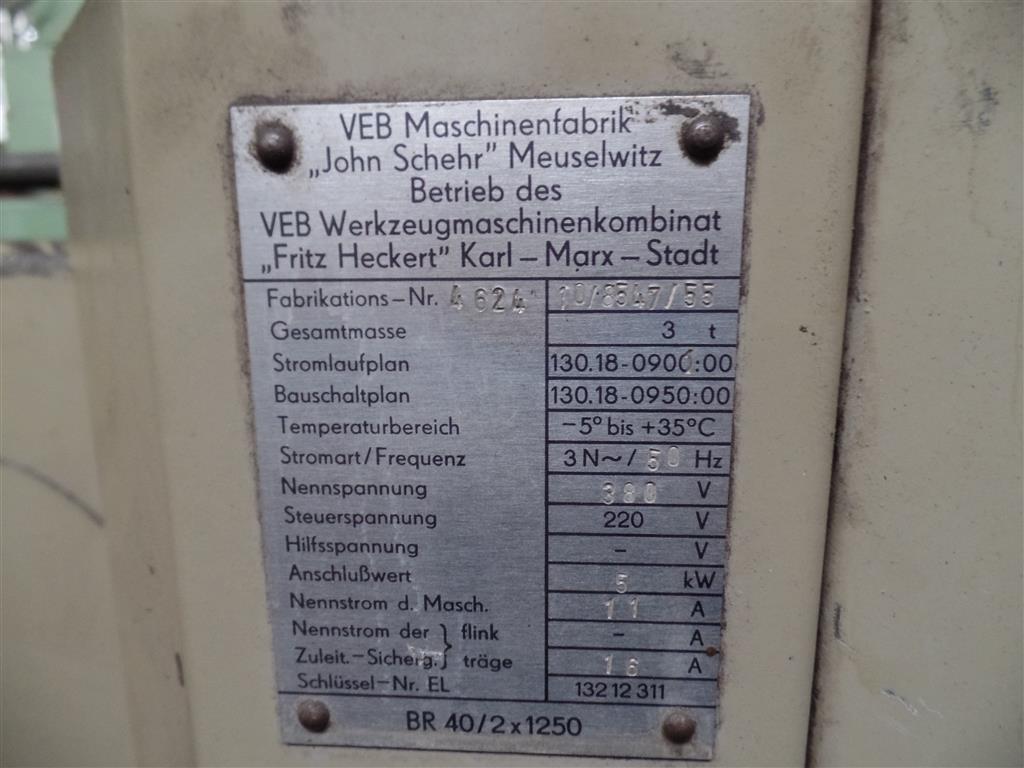 VEB Maschinenfabrik
„John Schehr" Meuselwitz
Betrieb des
VEB Werkzeugmaschinenkombinat
„Fritz Heckert" Karl – Marx – Stadt
Fabrikations – Nr. 4624 10/8547/55
Gesamtmasse 3 t
Stromlaufplan 130.18-0900:00
Bauschaltplan 130.18-0950:00
Temperaturbereich –5° bis +35°C
Stromart/Frequenz 3 N~/ 50 Hz
Nennspannung 380 V
Steuerspannung 220 V
Hilfsspannung – V
Anschlußwert 5 kW
Nennstrom d. Masch. 11 A
Nennstrom der } flink – A
Zuleit.–Sicherg. } träge 16 A
Schlüssel–Nr. EL 132 12 311
BR 40/2 x 1250